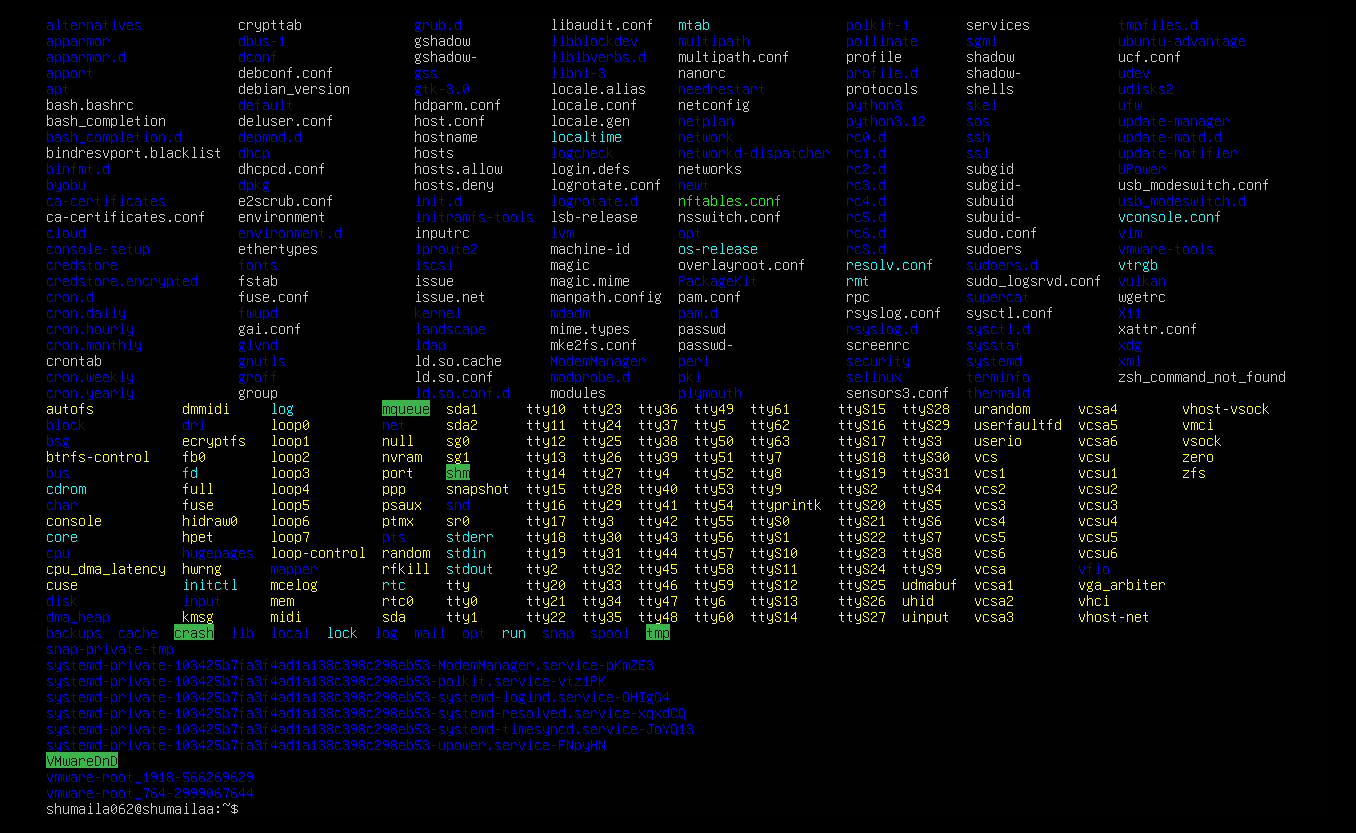 alternatives crypttab grub.d libaudit.conf mtab polkit-1 services tmpfiles.d
apparmor dbus-1 gshadow libblockdev multipath pollinate sgml ubuntu-advantage
apparmor.d dconf gshadow- libibverbs.d multipath.conf profile shadow ucf.conf
apport debconf.conf gss libnl-3 nanorc profile.d shadow- udev
apt debian_version gtk-3.0 locale.alias needrestart protocols shells udisks2
bash.bashrc default hdparm.conf locale.conf netconfig python3 skel ufw
bash_completion deluser.conf host.conf locale.gen netplan python3.12 sos update-manager
bash_completion.d depmod.d hostname localtime network rc0.d ssh update-motd.d
bindresvport.blacklist dhcp hosts logcheck networkd-dispatcher rc1.d ssl update-notifier
binfmt.d dhcpcd.conf hosts.allow login.defs networks rc2.d subgid UPower
byobu dpkg hosts.deny logrotate.conf newt rc3.d subgid- usb_modeswitch.conf
ca-certificates e2scrub.conf init.d logrotate.d nftables.conf rc4.d subuid usb_modeswitch.d
ca-certificates.conf environment initramfs-tools lsb-release nsswitch.conf rc5.d subuid- vconsole.conf
cloud environment.d inputrc lvm opt rc6.d sudo.conf vim
console-setup ethertypes iproute2 machine-id os-release rcS.d sudoers vmware-tools
credstore fonts iscsi magic overlayroot.conf resolv.conf sudoers.d vtrgb
credstore.encrypted fstab issue magic.mime PackageKit rmt sudo_logsrvd.conf vulkan
cron.d fuse.conf issue.net manpath.config pam.conf rpc supercat wgetrc
cron.daily fwupd kernel mdadm pam.d rsyslog.conf sysctl.conf X11
cron.hourly gai.conf landscape mime.types passwd rsyslog.d sysctl.d xattr.conf
cron.monthly glvnd ldap mke2fs.conf passwd- screenrc sysstat xdg
crontab gnutls ld.so.cache ModemManager perl security systemd xml
cron.weekly groff ld.so.conf modprobe.d pki selinux terminfo zsh_command_not_found
cron.yearly group ld.so.conf.d modules plymouth sensors3.conf thermald
autofs dmmidi log mqueue sda1 tty10 tty23 tty36 tty49 tty61 ttyS15 ttyS28 urandom vcsa4 vhost-vsock
block dri loop0 net sda2 tty11 tty24 tty37 tty5 tty62 ttyS16 ttyS29 userfaultfd vcsa5 vmci
bsg ecryptfs loop1 null sg0 tty12 tty25 tty38 tty50 tty63 ttyS17 ttyS3 userio vcsa6 vsock
btrfs-control fb0 loop2 nvram sg1 tty13 tty26 tty39 tty51 tty7 ttyS18 ttyS30 vcs vcsu zero
bus fd loop3 port shm tty14 tty27 tty4 tty52 tty8 ttyS19 ttyS31 vcs1 vcsu1 zfs
cdrom full loop4 ppp snapshot tty15 tty28 tty40 tty53 tty9 ttyS2 ttyS4 vcs2 vcsu2
char fuse loop5 psaux snd tty16 tty29 tty41 tty54 ttyprintk ttyS20 ttyS5 vcs3 vcsu3
console hidraw0 loop6 ptmx sr0 tty17 tty3 tty42 tty55 ttyS0 ttyS21 ttyS6 vcs4 vcsu4
core hpet loop7 pts stderr tty18 tty30 tty43 tty56 ttyS1 ttyS22 ttyS7 vcs5 vcsu5
cpu hugepages loop-control random stdin tty19 tty31 tty44 tty57 ttyS10 ttyS23 ttyS8 vcs6 vcsu6
cpu_dma_latency hwrng mapper rfkill stdout tty2 tty32 tty45 tty58 ttyS11 ttyS24 ttyS9 vcsa vfio
cuse initctl mcelog rtc tty tty20 tty33 tty46 tty59 ttyS12 ttyS25 udmabuf vcsa1 vga_arbiter
disk input mem rtc0 tty0 tty21 tty34 tty47 tty6 ttyS13 ttyS26 uhid vcsa2 vhci
dma_heap kmsg midi sda tty1 tty22 tty35 tty48 tty60 ttyS14 ttyS27 uinput vcsa3 vhost-net
backups cache crash lib local lock log mail opt run snap spool tmp
snap-private-tmp
systemd-private-103425b7fa3f4ad1a138c398c298eb53-ModemManager.service-pKmZE3
systemd-private-103425b7fa3f4ad1a138c398c298eb53-polkit.service-vtz1PK
systemd-private-103425b7fa3f4ad1a138c398c298eb53-systemd-logind.service-OHIgG4
systemd-private-103425b7fa3f4ad1a138c398c298eb53-systemd-resolved.service-xqxdCQ
systemd-private-103425b7fa3f4ad1a138c398c298eb53-systemd-timesyncd.service-JoYQ13
systemd-private-103425b7fa3f4ad1a138c398c298eb53-upower.service-FNpyHN
VMwareDnD
vmware-root_1918-566269629
vmware-root_764-2999067644
shumaila062@shumailaa:~$